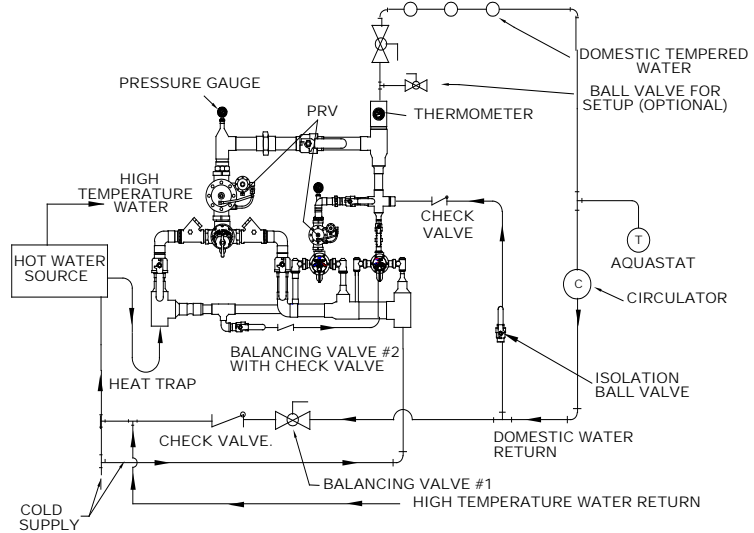 DOMESTIC TEMPERED
WATER
PRESSURE GAUGE
BALL VALVE FOR
SETUP (OPTIONAL)
PRV
THERMOMETER
HIGH
TEMPERATURE
WATER
CHECK
VALVE
HOT WATER
SOURCE
T
AQUASTAT
C
CIRCULATOR
BALANCING VALVE #2
WITH CHECK VALVE
HEAT TRAP
ISOLATION
BALL VALVE
CHECK VALVE.
DOMESTIC WATER
RETURN
BALANCING VALVE #1
COLD
SUPPLY
HIGH TEMPERATURE WATER RETURN